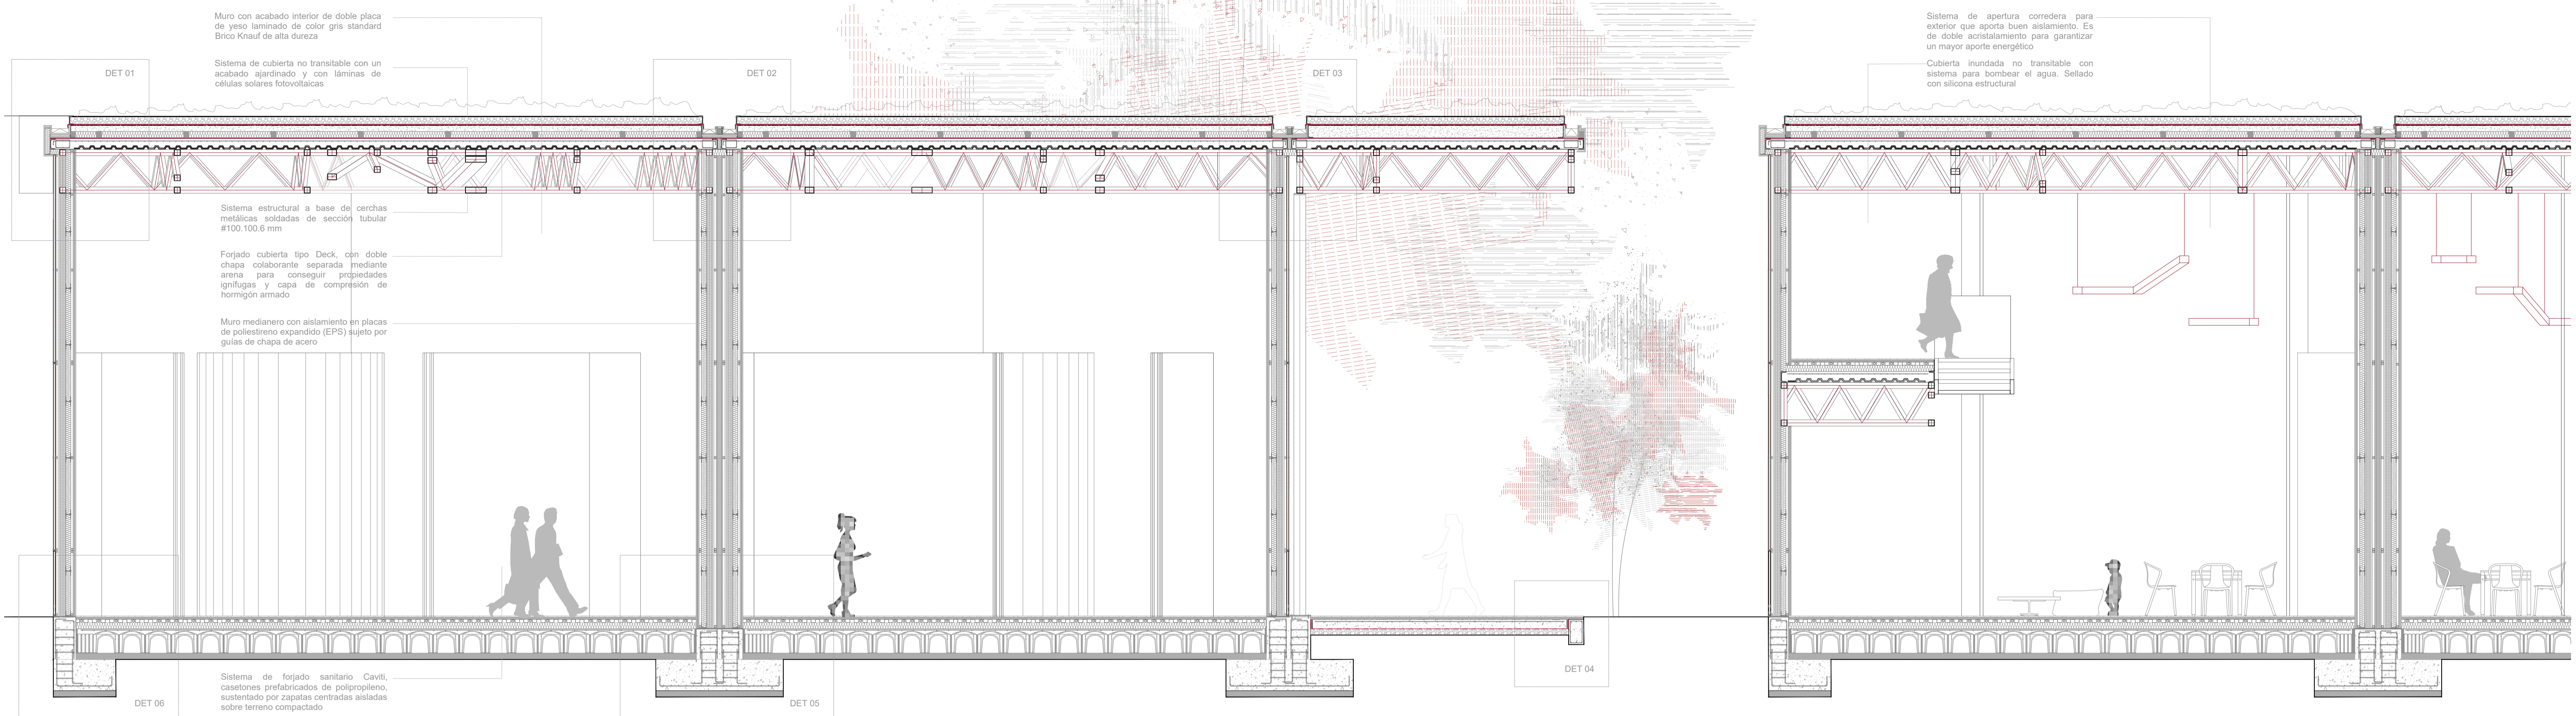 Muro con acabado interior de doble placa
de yeso laminado de color gris standard
Brico Knauf de alta dureza
Sistema de cubierta no transitable con un
acabado ajardinado y con láminas de
células solares fotovoltaicas
DET 01
DET 02
DET 03
Sistema de apertura corredera para
exterior que aporta buen aislamiento. Es
de doble acristalamiento para garantizar
un mayor aporte energético
Cubierta inundada no transitable con
sistema para bombear el agua. Sellado
con silicona estructural
Sistema estructural a base de cerchas
metálicas soldadas de sección tubular
#100.100.6 mm
Forjado cubierta tipo Deck, con doble
chapa colaborante separada mediante
arena para conseguir propiedades
ignífugas y capa de compresión de
hormigón armado
Muro medianero con aislamiento en placas
de poliestireno expandido (EPS) sujeto por
guías de chapa de acero
Sistema de forjado sanitario Caviti,
casetones prefabricados de polipropileno,
sustentado por zapatas centradas aisladas
sobre terreno compactado
DET 06
DET 05
DET 04